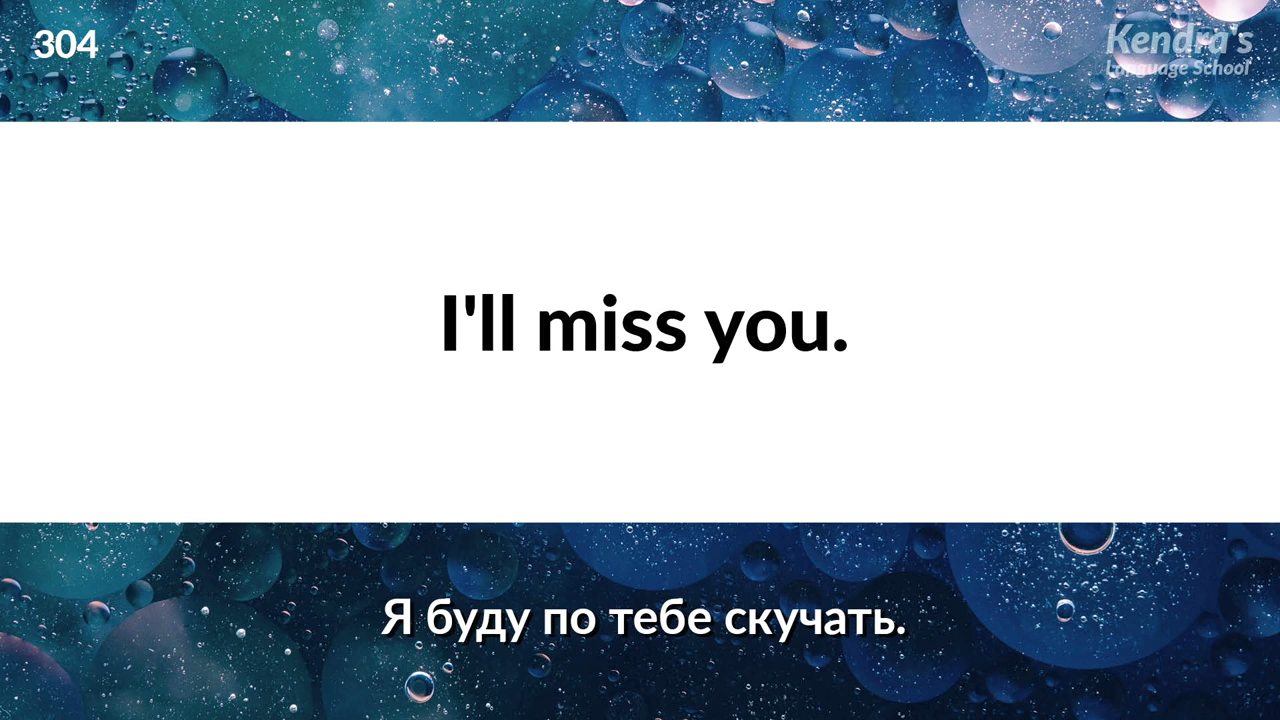 304
Kendra's
Language School
I'll miss you.
Я буду по тебе скучать.